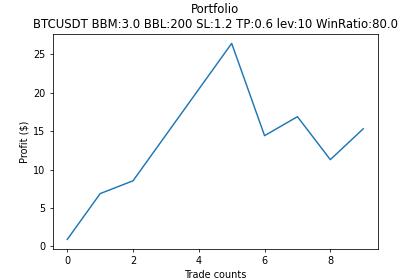 Portfolio
BTCUSDT BBM:3.0 BBL:200 SL:1.2 TP:0.6 lev:10 WinRatio:80.0
25
20
15
10
5
0
Profit ($)
0 2 4 6 8
Trade counts